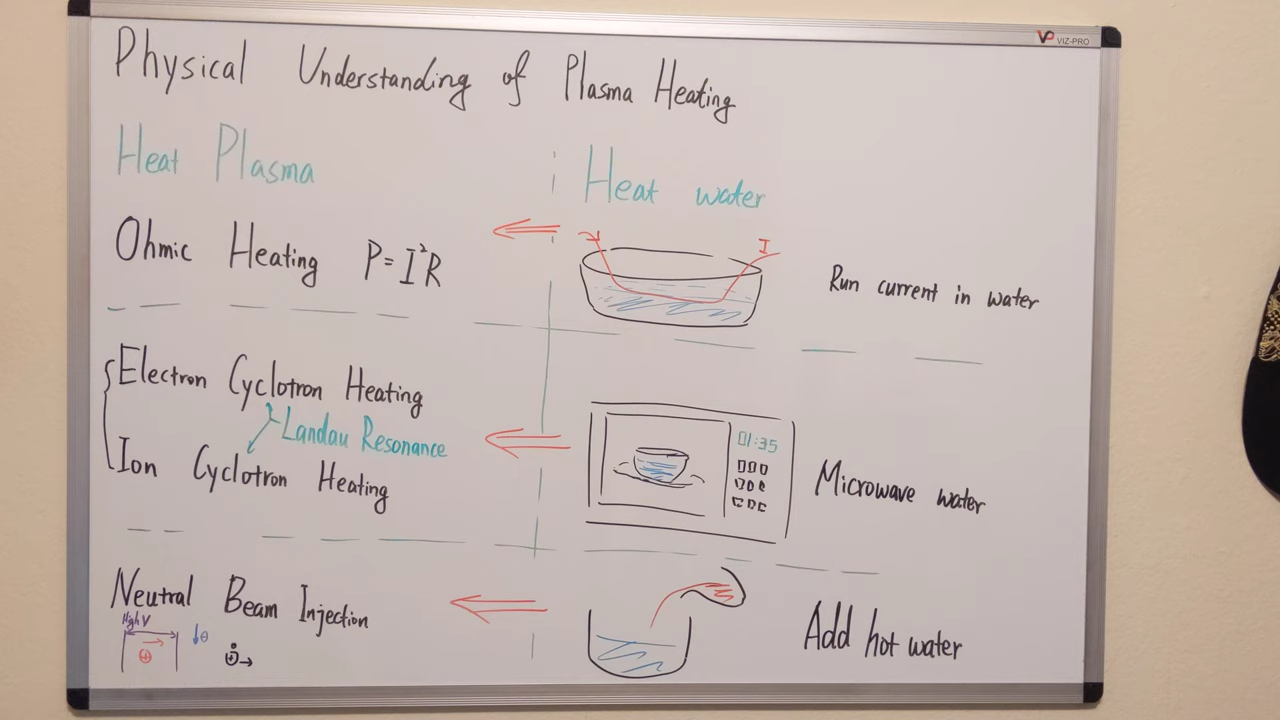 VIZ-PRO
Physical Understanding of Plasma Heating
Heat Plasma
Heat water
Ohmic Heating P=I²R
I
Run current in water
Electron Cyclotron Heating
Landau Resonance
Ion Cyclotron Heating
01:35
Microwave water
Neutral Beam Injection
High V
Add hot water